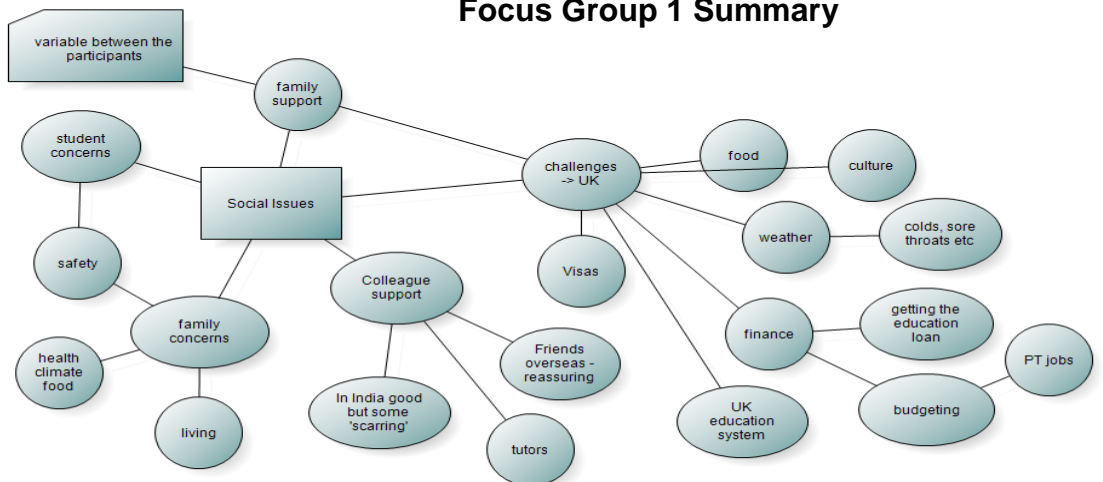 Focus Group 1 Summary
variable between the
participants
family
support
student
concerns
challenges
-> UK
food
culture
Social Issues
weather
colds, sore
throats etc
safety
Colleague
support
Visas
family
concerns
finance
getting the
education
loan
health
climate
food
Friends
overseas -
reassuring
PT jobs
In India good
but some
'scarring'
living
tutors
UK
education
system
budgeting